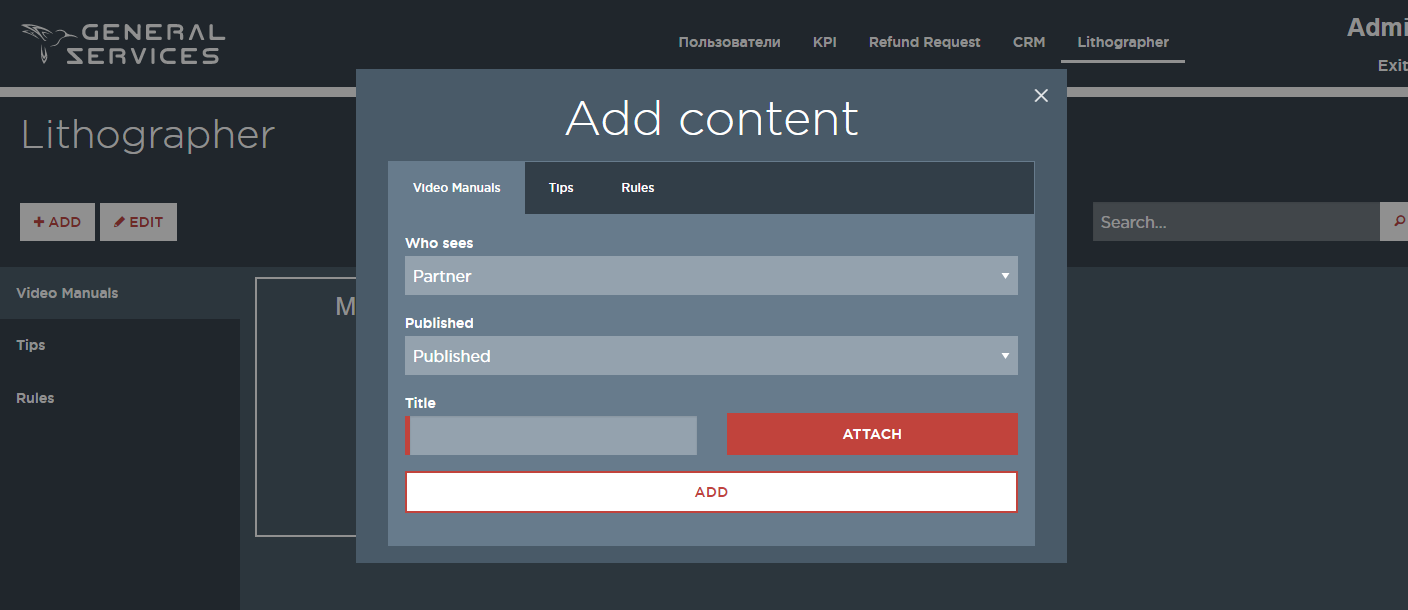 GENERAL
SERVICES
Пользователи KPI Refund Request CRM Lithographer
Exit
Lithographer
ADD EDIT
Search...
Video Manuals
Tips
Rules
Add content
Video Manuals Tips Rules
Who sees
Partner
Published
Published
Title
ATTACH
ADD